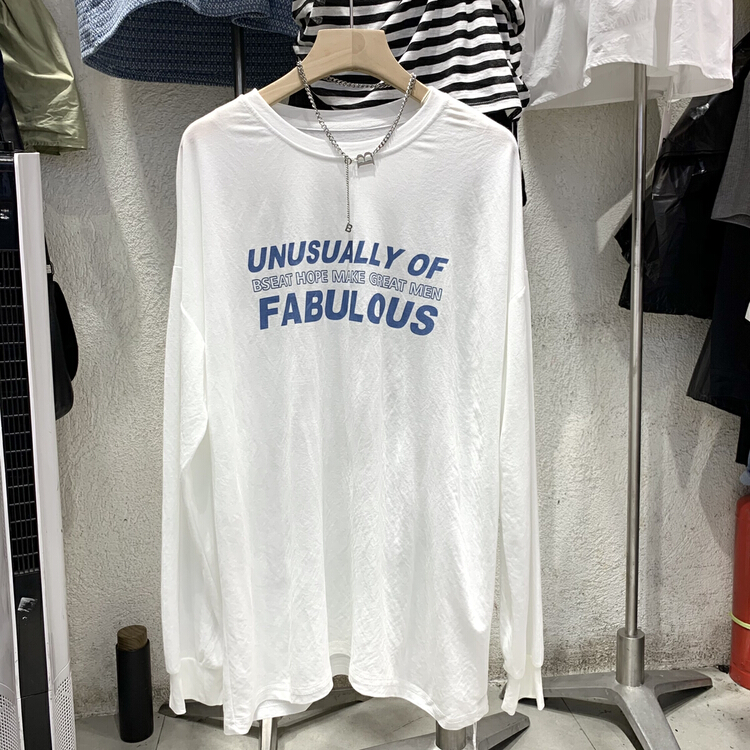 UNUSUALLY OF
BSEAT HOPE MAKE GREAT MEN
FABULOUS
B